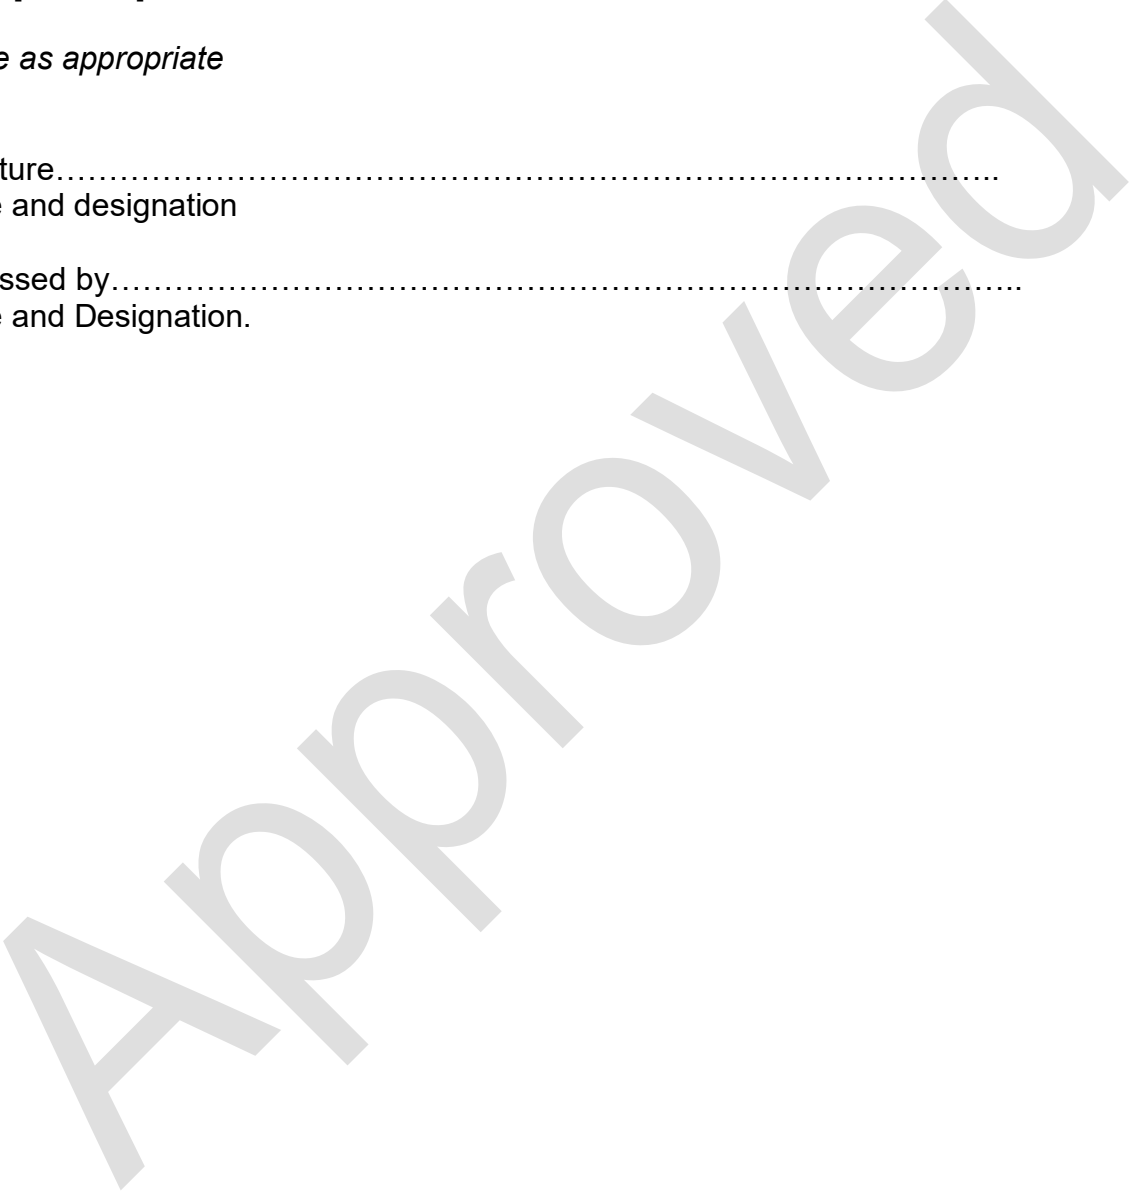 e as appropriate
ture…………………………………………………………………………………..
e and designation
ssed by………………………………………………………………………………..
e and Designation.
Approved